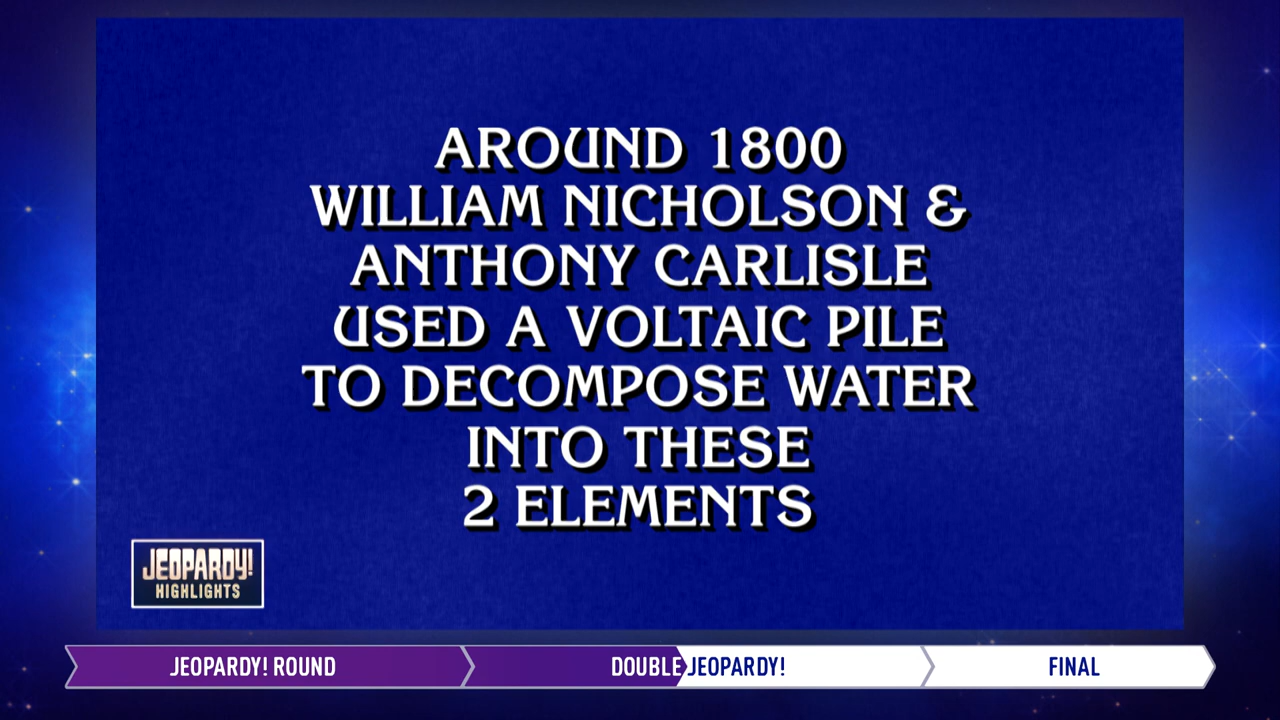 AROUND 1800
WILLIAM NICHOLSON &
ANTHONY CARLISLE
USED A VOLTAIC PILE
TO DECOMPOSE WATER
INTO THESE
2 ELEMENTS
JEOPARDY!
HIGHLIGHTS
JEOPARDY! ROUND
DOUBLE JEOPARDY!
FINAL